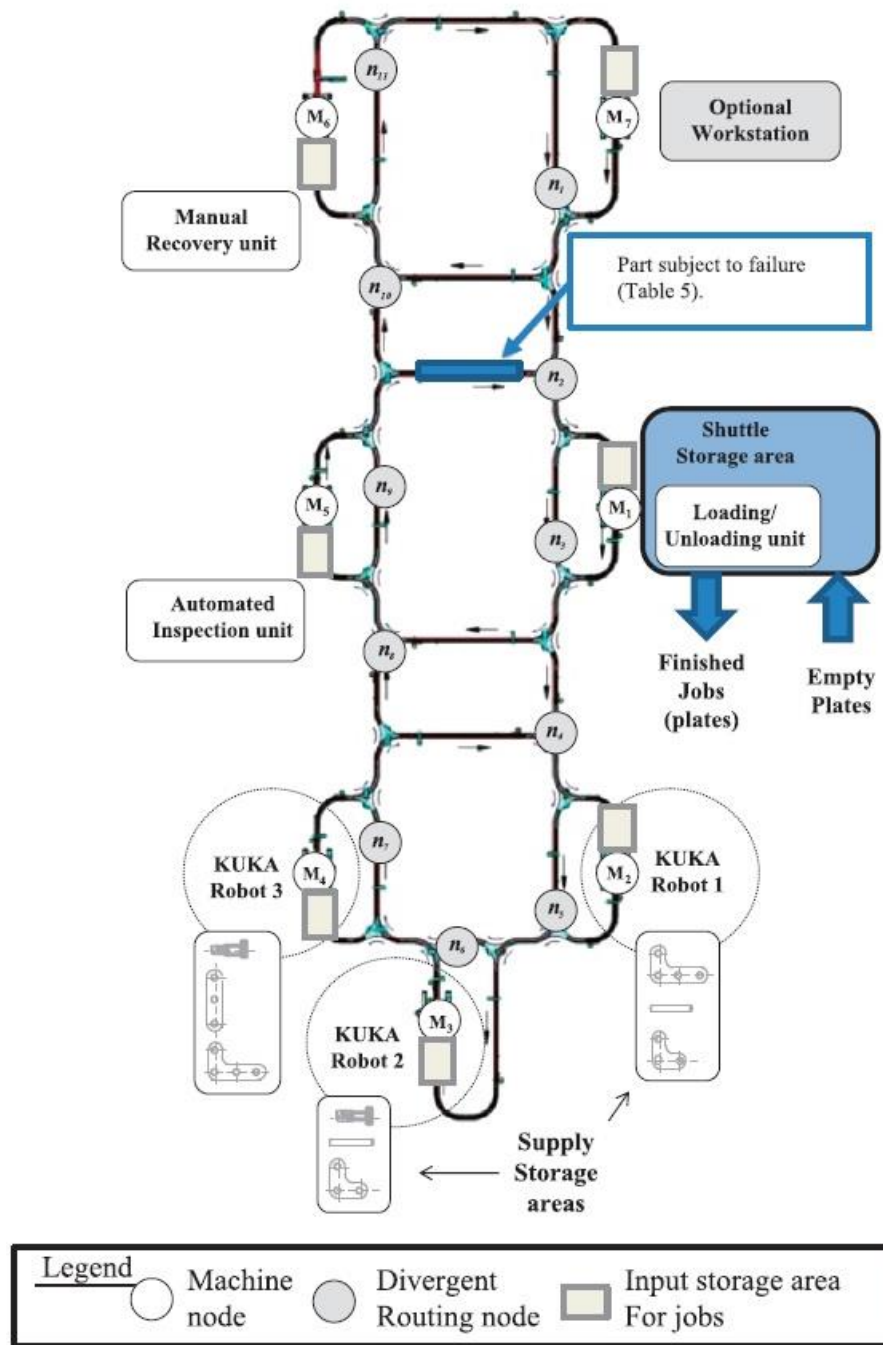 n11
M6
M7
Optional
Workstation
n1
Manual
Recovery unit
Part subject to failure
(Table 5).
n10
n2
Shuttle
Storage area
n9
M5
M1
Loading/
Unloading unit
n3
Automated
Inspection unit
n8
Finished
Jobs
(plates)
Empty
Plates
n4
KUKA
Robot 3
M4
n7
M2
KUKA
Robot 1
n5
n6
KUKA
Robot 2
M3
Supply
Storage
areas
Legend
Machine
node
Divergent
Routing node
Input storage area
For jobs